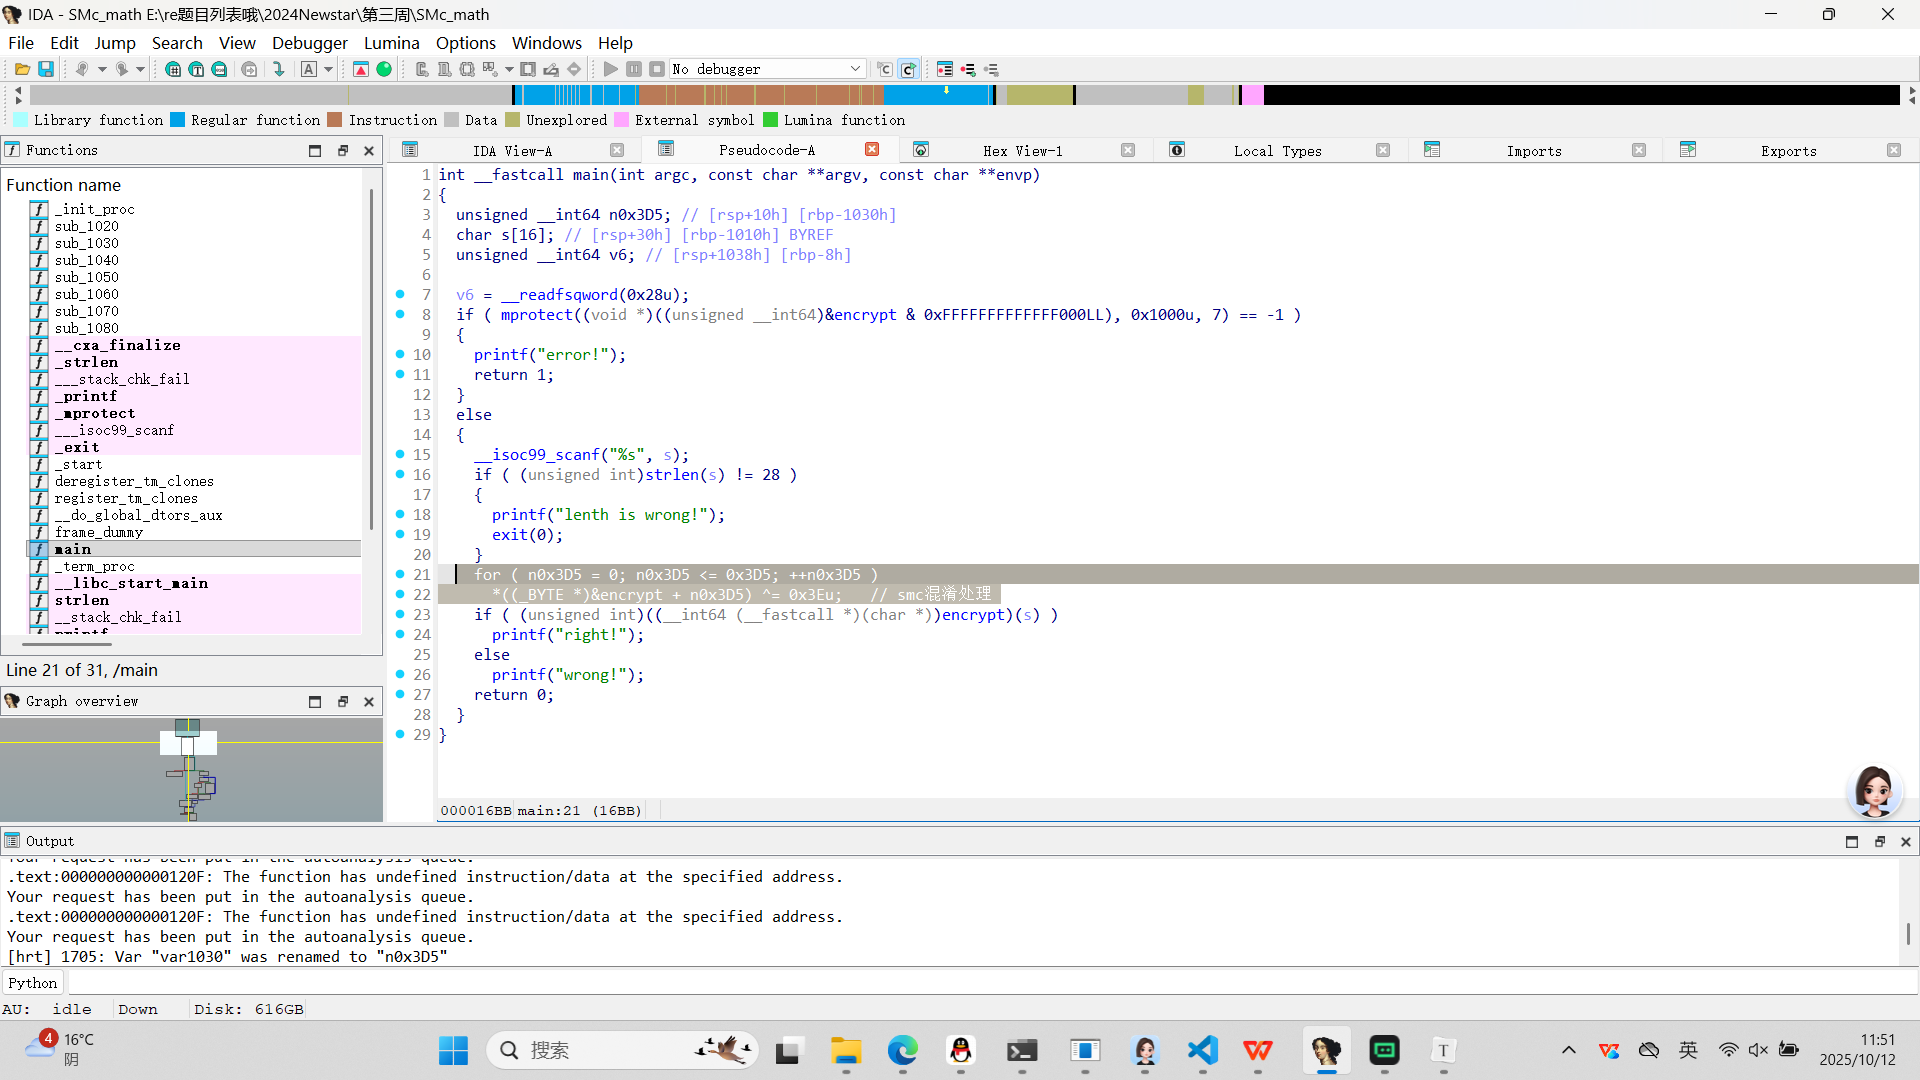 IDA - SMc_math E:\re题目列表哦\2024Newstar\第三周\SMc_math
File Edit Jump Search View Debugger Lumina Options Windows Help
No debugger
Library function Regular function Instruction Data Unexplored External symbol Lumina function
Functions
IDA View-A Pseudocode-A Hex View-1 Local Types Imports Exports
Function name
_init_proc
sub_1020
sub_1030
sub_1040
sub_1050
sub_1060
sub_1070
sub_1080
__cxa_finalize
_strlen
___stack_chk_fail
_printf
_mprotect
___isoc99_scanf
_exit
_start
deregister_tm_clones
register_tm_clones
__do_global_dtors_aux
frame_dummy
main
_term_proc
__libc_start_main
strlen
__stack_chk_fail
printf
Line 21 of 31, /main
Graph overview
1 int __fastcall main(int argc, const char **argv, const char **envp)
2 {
3 unsigned __int64 n0x3D5; // [rsp+10h] [rbp-1030h]
4 char s[16]; // [rsp+30h] [rbp-1010h] BYREF
5 unsigned __int64 v6; // [rsp+1038h] [rbp-8h]
6
7 v6 = __readfsqword(0x28u);
8 if ( mprotect((void *)((unsigned __int64)&encrypt & 0xFFFFFFFFFFFFF000LL), 0x1000u, 7) == -1 )
9 {
10 printf("error!");
11 return 1;
12 }
13 else
14 {
15 __isoc99_scanf("%s", s);
16 if ( (unsigned int)strlen(s) != 28 )
17 {
18 printf("lenth is wrong!");
19 exit(0);
20 }
21 for ( n0x3D5 = 0; n0x3D5 <= 0x3D5; ++n0x3D5 )
22 *((_BYTE *)&encrypt + n0x3D5) ^= 0x3Eu; // smc混淆处理
23 if ( (unsigned int)((__int64 (__fastcall *)(char *))encrypt)(s) )
24 printf("right!");
25 else
26 printf("wrong!");
27 return 0;
28 }
29 }
000016BB main:21 (16BB)
Output
Your request has been put in the autoanalysis queue.
.text:000000000000120F: The function has undefined instruction/data at the specified address.
Your request has been put in the autoanalysis queue.
.text:000000000000120F: The function has undefined instruction/data at the specified address.
Your request has been put in the autoanalysis queue.
[hrt] 1705: Var "var1030" was renamed to "n0x3D5"
Python
AU: idle Down Disk: 616GB
4
16°C
阴
搜索
英
11:51
2025/10/12